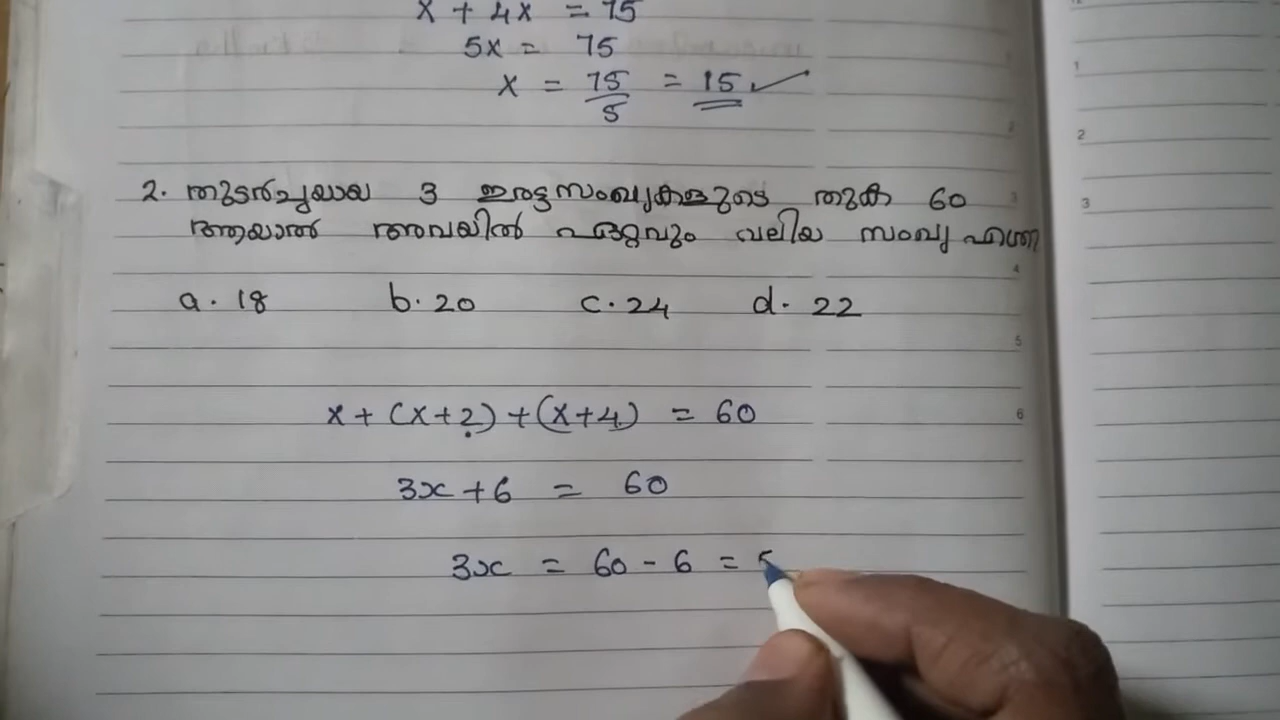 x + 4x = 75
5x = 75
x = 75/5 = 15 ✓
2. തുടർച്ചയായ 3 ഇരട്ടസംഖ്യകളുടെ തുക 60
ആയാൽ അവയിൽ ഏറ്റവും വലിയ സംഖ്യ ഏത്
a. 18 b. 20 c. 24 d. 22
x + (x+2) + (x+4) = 60
3x + 6 = 60
3x = 60 - 6 = 5